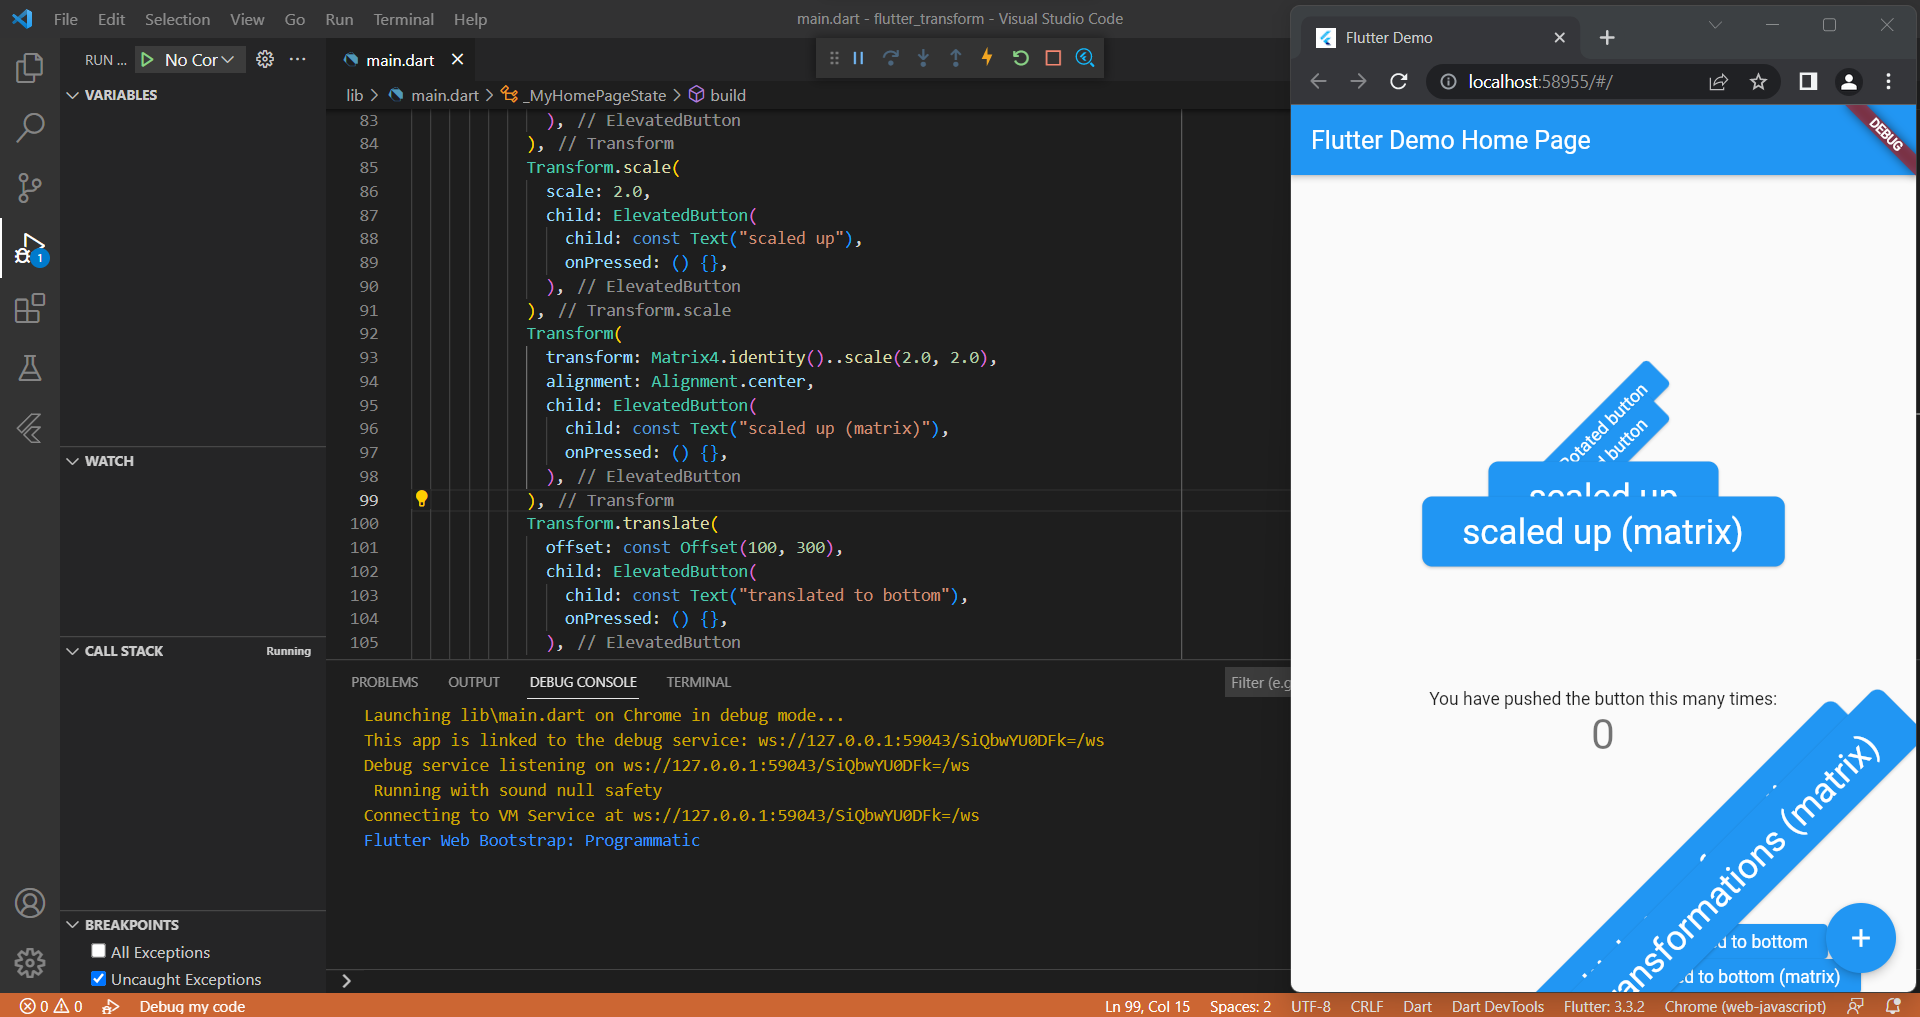 File Edit Selection View Go Run Terminal Help
main.dart - flutter_transform - Visual Studio Code
RUN ... No Cor
main.dart
lib > main.dart > _MyHomePageState > build
VARIABLES
WATCH
CALL STACK Running
BREAKPOINTS
All Exceptions
Uncaught Exceptions
1
83 ), // ElevatedButton
84 ), // Transform
85 Transform.scale(
86 scale: 2.0,
87 child: ElevatedButton(
88 child: const Text("scaled up"),
89 onPressed: () {},
90 ), // ElevatedButton
91 ), // Transform.scale
92 Transform(
93 transform: Matrix4.identity()..scale(2.0, 2.0),
94 alignment: Alignment.center,
95 child: ElevatedButton(
96 child: const Text("scaled up (matrix)"),
97 onPressed: () {},
98 ), // ElevatedButton
99 ), // Transform
100 Transform.translate(
101 offset: const Offset(100, 300),
102 child: ElevatedButton(
103 child: const Text("translated to bottom"),
104 onPressed: () {},
105 ), // ElevatedButton
PROBLEMS OUTPUT DEBUG CONSOLE TERMINAL
Filter (e.g
Launching lib\main.dart on Chrome in debug mode...
This app is linked to the debug service: ws://127.0.0.1:59043/SiQbwYU0DFk=/ws
Debug service listening on ws://127.0.0.1:59043/SiQbwYU0DFk=/ws
Running with sound null safety
Connecting to VM Service at ws://127.0.0.1:59043/SiQbwYU0DFk=/ws
Flutter Web Bootstrap: Programmatic
Flutter Demo
localhost:58955/#/
Flutter Demo Home Page
DEBUG
otated button
d button
scaled up
scaled up (matrix)
You have pushed the button this many times:
0
ansformations (matrix)
d to bottom
+
d to bottom (matrix)
0 0 Debug my code
Ln 99, Col 15 Spaces: 2 UTF-8 CRLF Dart Dart DevTools Flutter: 3.3.2 Chrome (web-javascript)